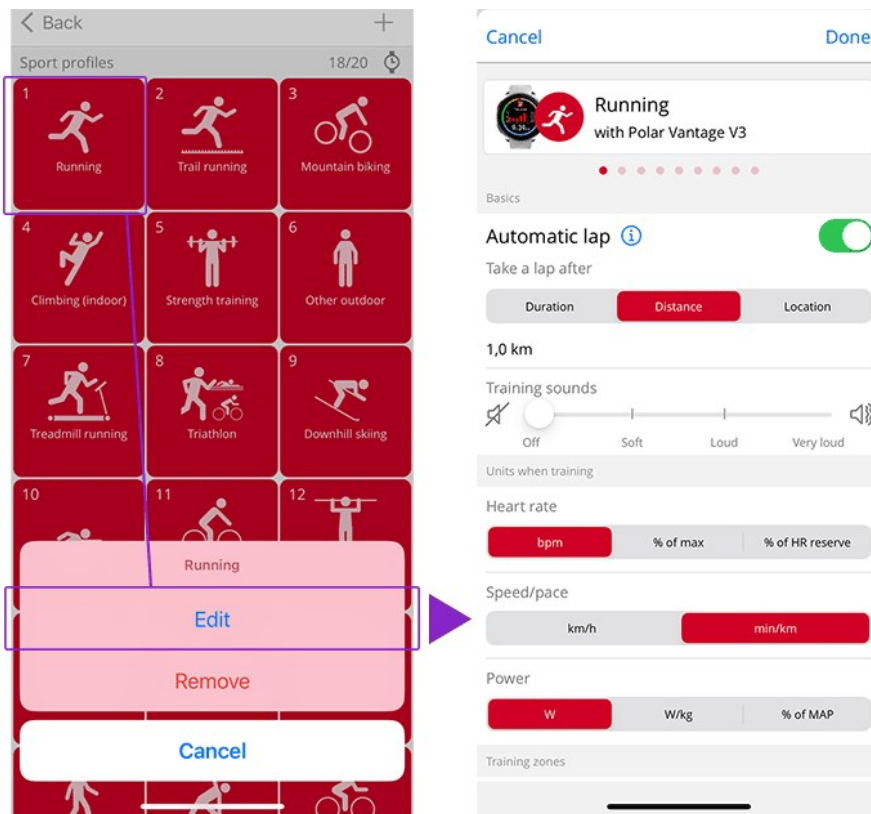 Back
Sport profiles 18/20
1 2 3
Running Trail running Mountain biking
4 5 6
Climbing (indoor) Strength training Other outdoor
7 8 9
Treadmill running Triathlon Downhill skiing
10 11 12
Running
Edit
Remove
Cancel
Cancel Done
Running
with Polar Vantage V3
Basics
Automatic lap
Take a lap after
Duration Distance Location
1,0 km
Training sounds
Off Soft Loud Very loud
Units when training
Heart rate
bpm % of max % of HR reserve
Speed/pace
km/h min/km
Power
W W/kg % of MAP
Training zones